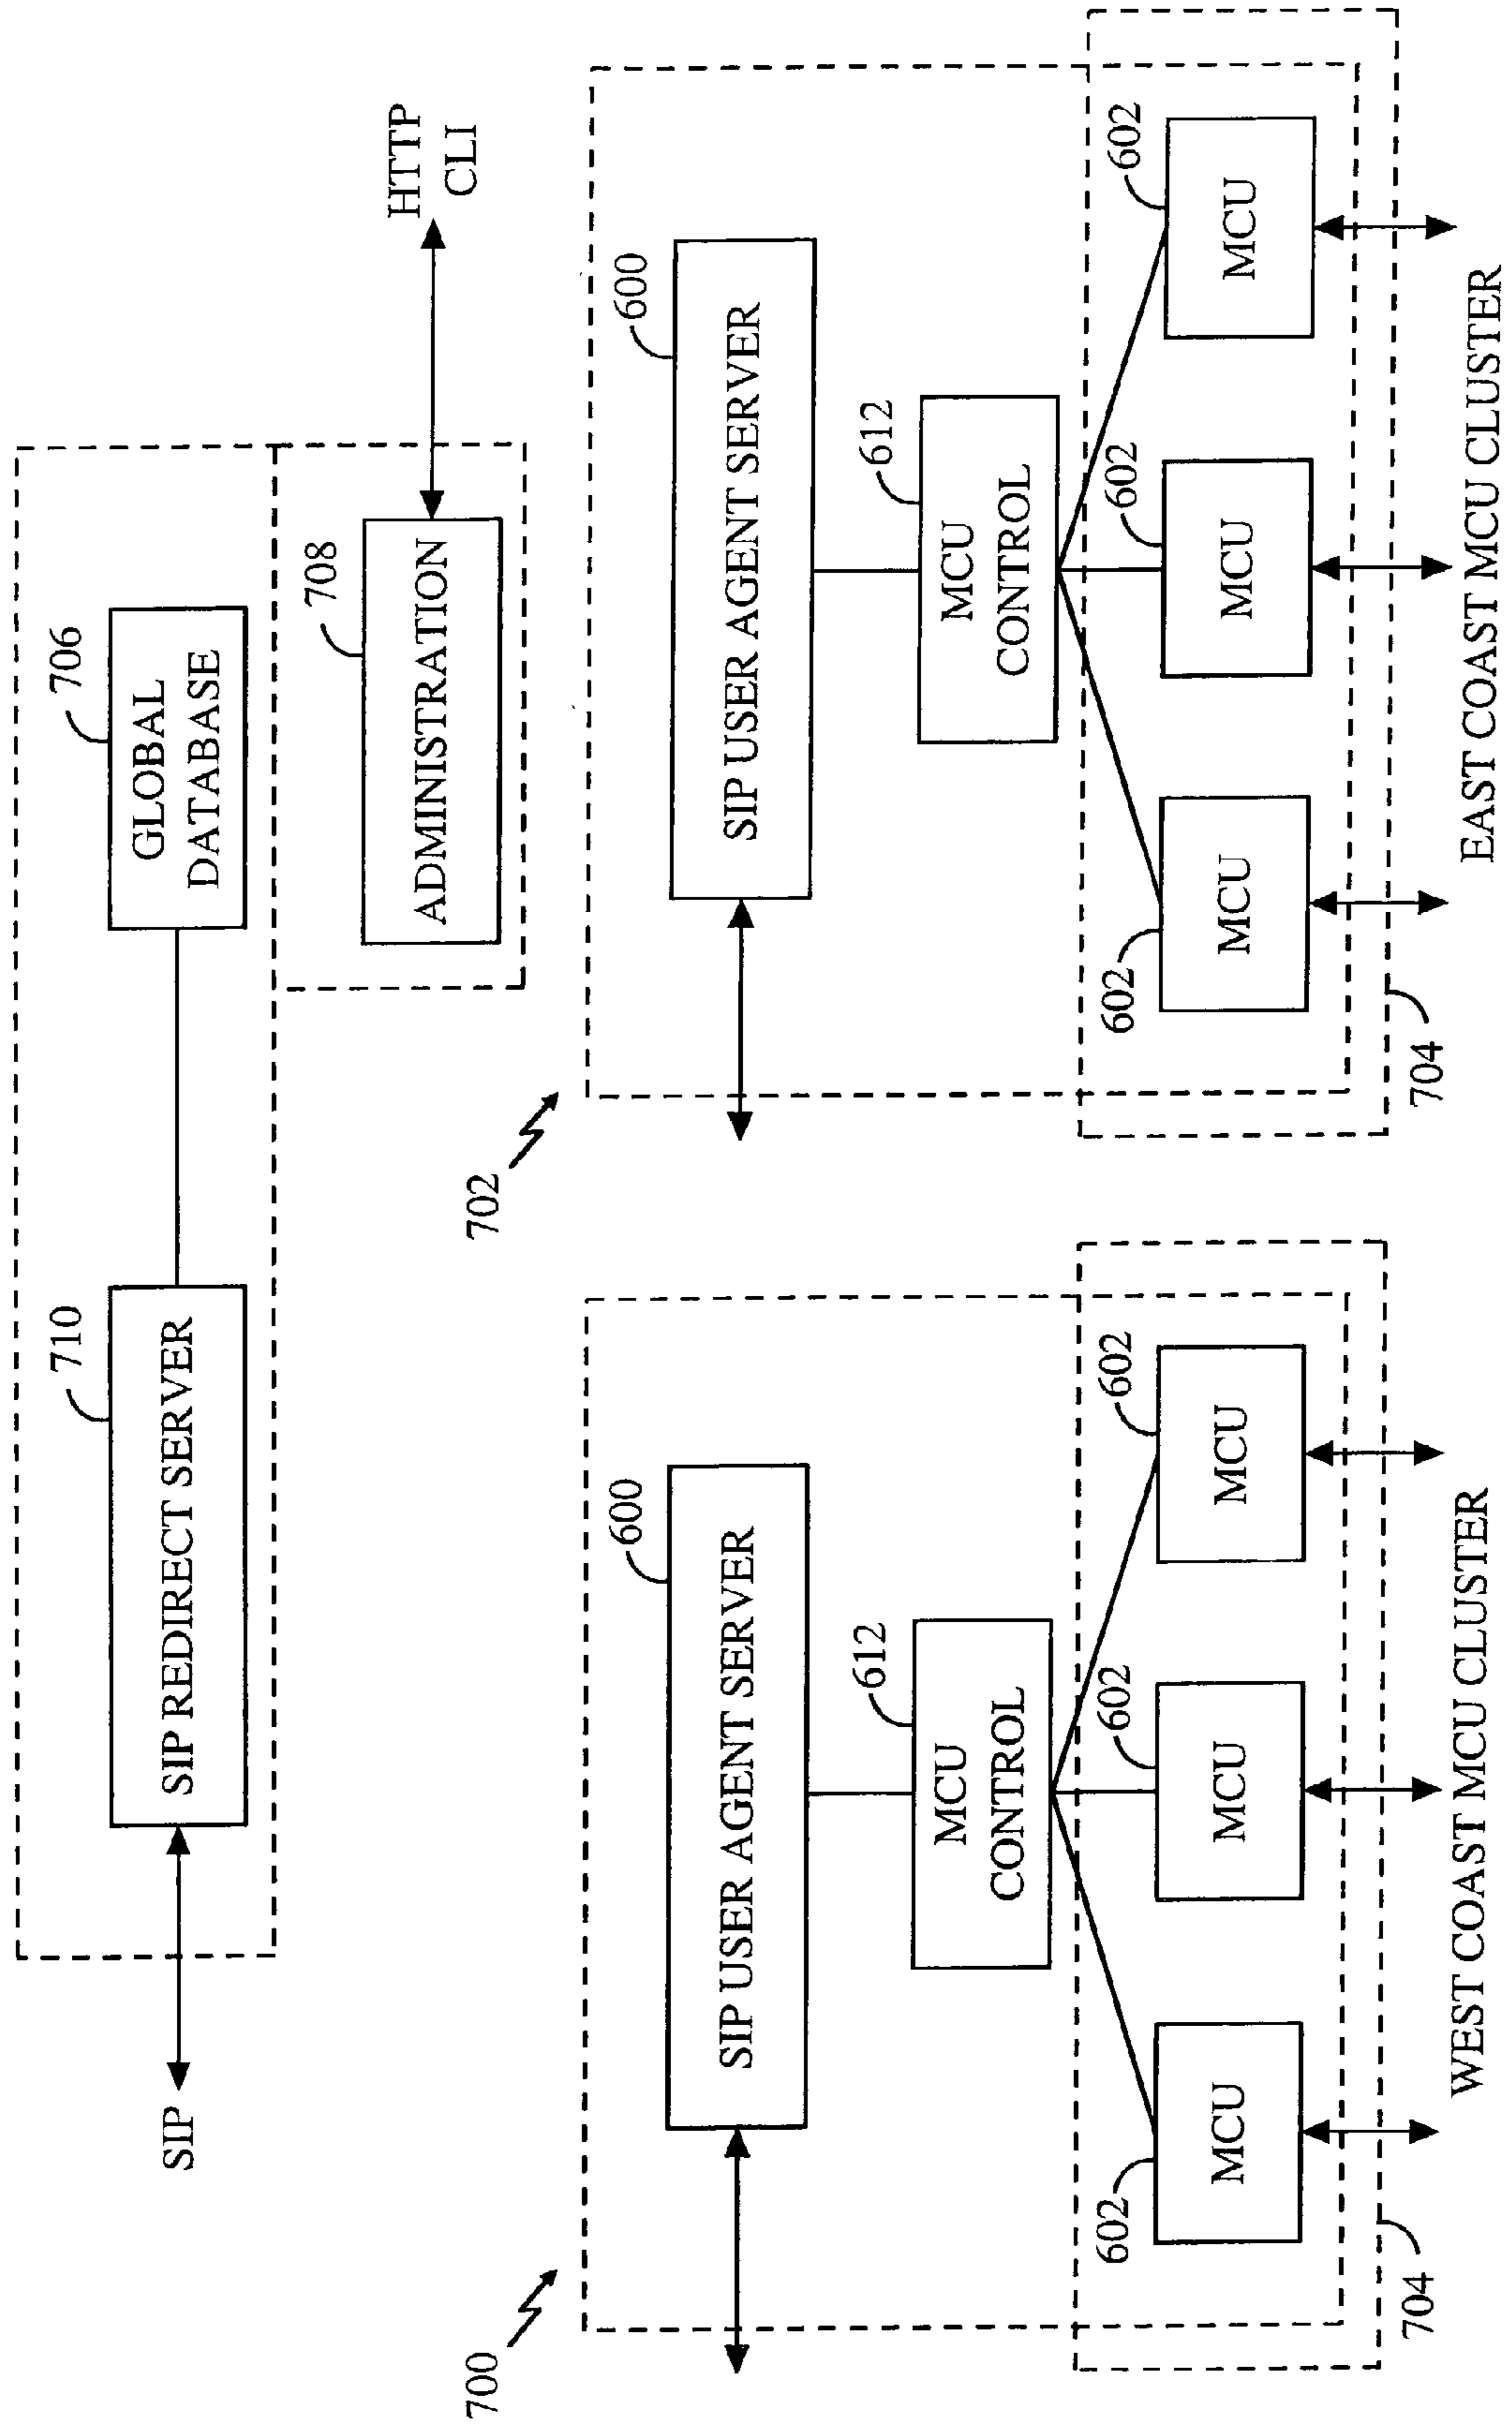 SIP
710
SIP REDIRECT SERVER
706
GLOBAL
DATABASE
708
ADMINISTRATION
HTTP
CLI
700
600
SIP USER AGENT SERVER
612
MCU
CONTROL
602
MCU
602
MCU
602
MCU
704
WEST COAST MCU CLUSTER
702
600
SIP USER AGENT SERVER
612
MCU
CONTROL
602
MCU
602
MCU
602
MCU
704
EAST COAST MCU CLUSTER